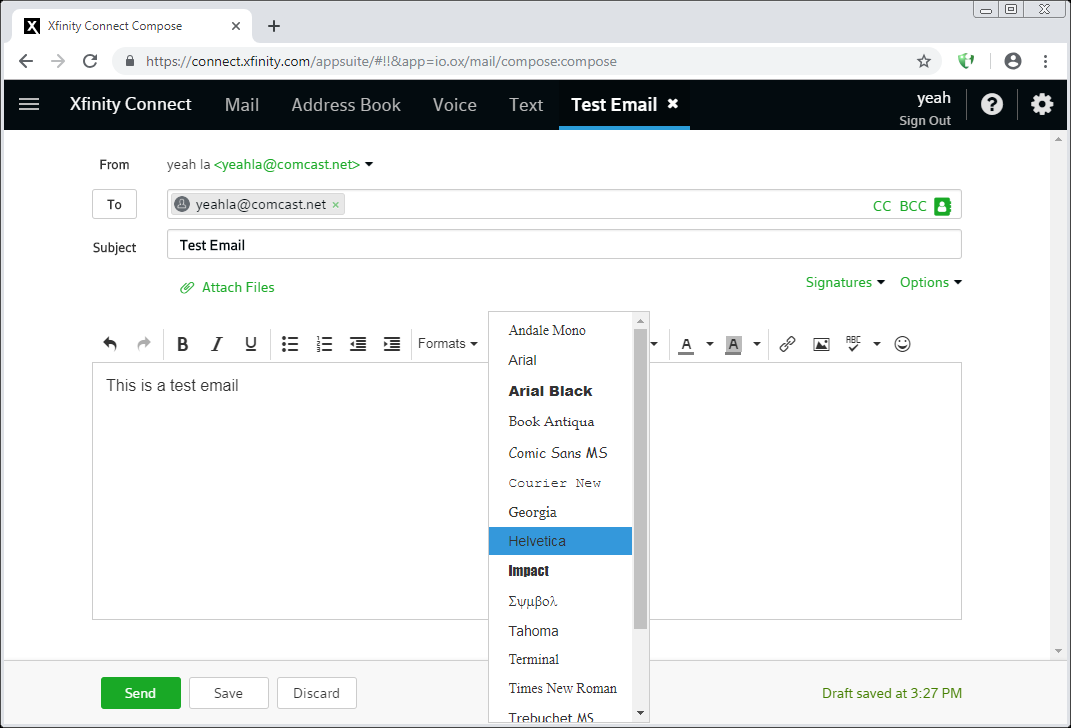 Xfinity Connect Compose
https://connect.xfinity.com/appsuite/#!!&app=io.ox/mail/compose:compose
Xfinity Connect Mail Address Book Voice Text Test Email
yeah
Sign Out
From yeah la <yeahla@comcast.net>
To yeahla@comcast.net × CC BCC
Subject Test Email
Attach Files Signatures Options
B I U Formats A A ABC
This is a test email
Andale Mono
Arial
Arial Black
Book Antiqua
Comic Sans MS
Courier New
Georgia
Helvetica
Impact
Σψμβολ
Tahoma
Terminal
Times New Roman
Trebuchet MS
Send Save Discard Draft saved at 3:27 PM